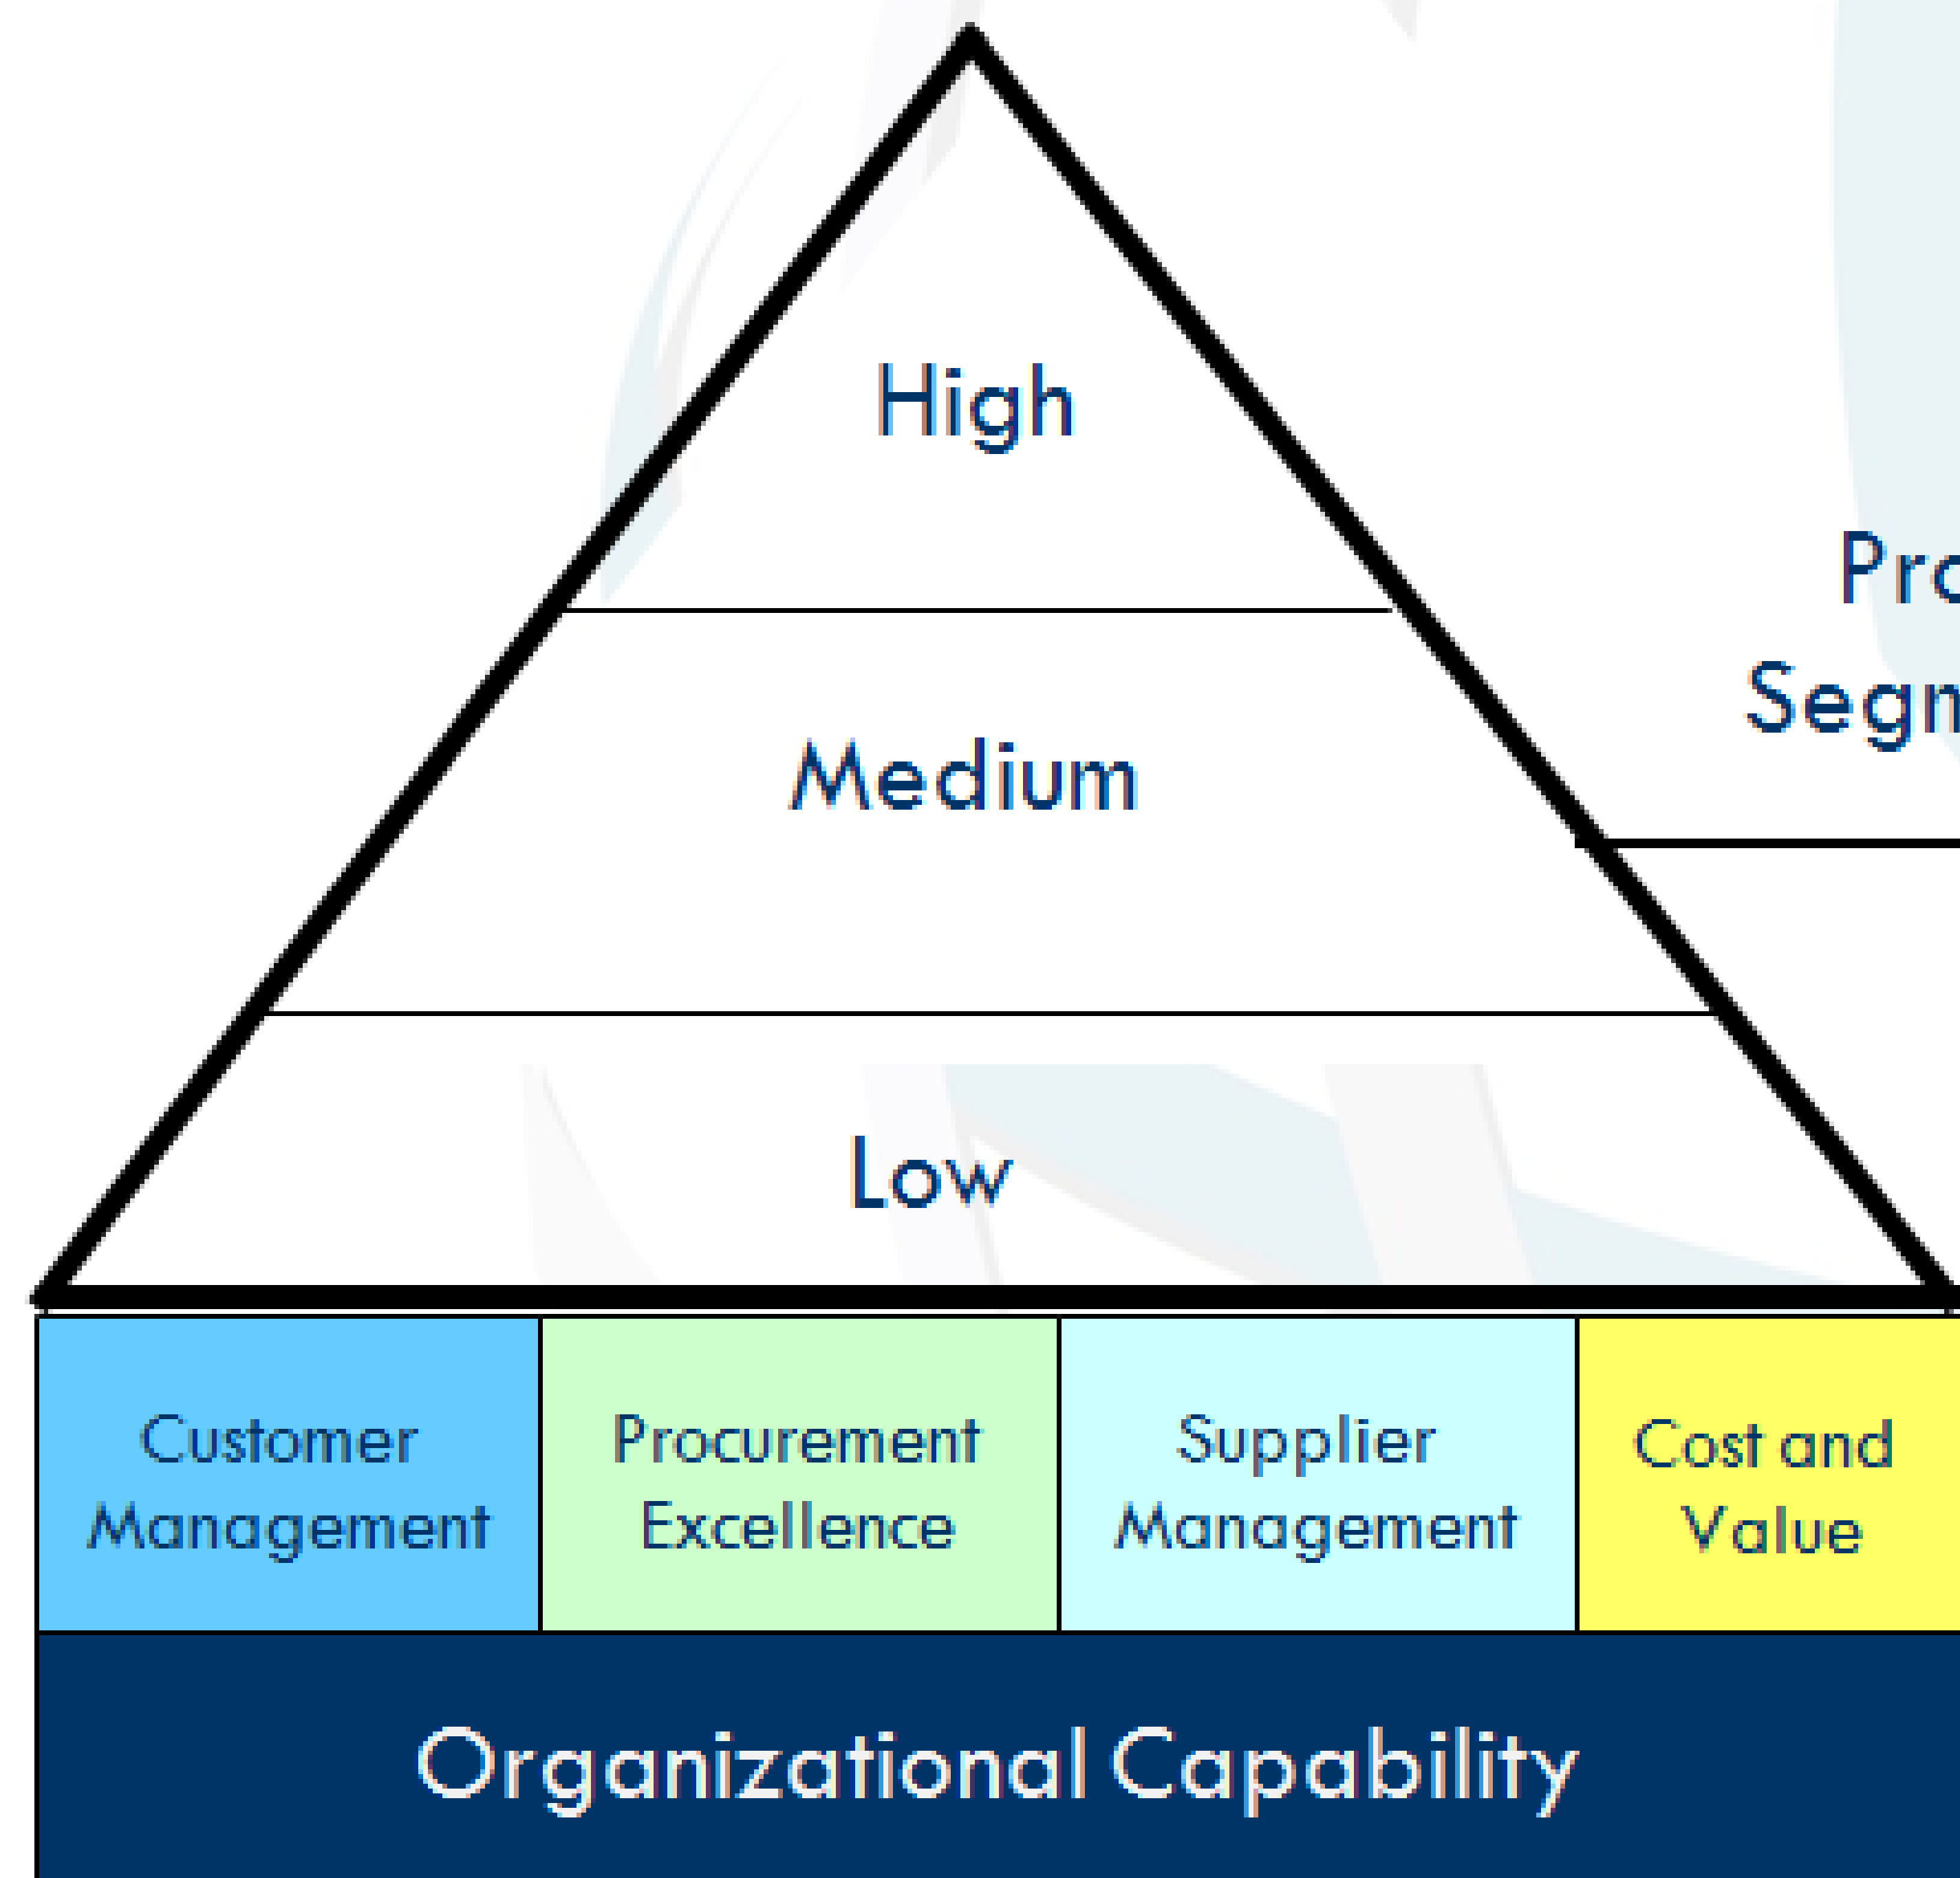 High
Medium
Low
Customer
Management
Procurement
Excellence
Supplier
Management
Cost and
Value
Organizational Capability